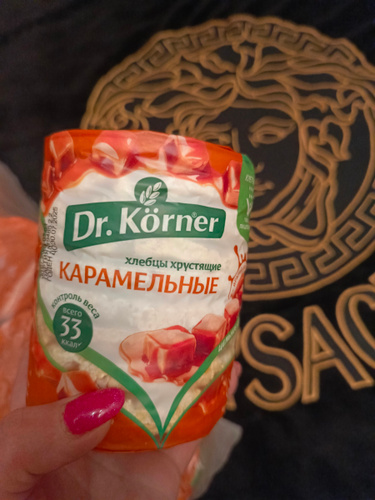 Dr. Körner®
хлебцы хрустящие
КАРАМЕЛЬНЫЕ
контроль веса
всего
33
ккал*
SAC